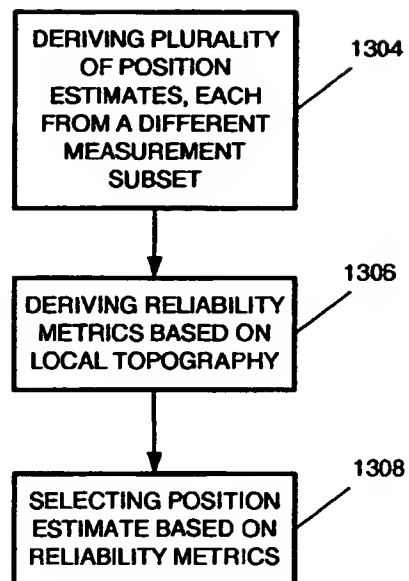 DERIVING PLURALITY
OF POSITION
ESTIMATES, EACH
FROM A DIFFERENT
MEASUREMENT
SUBSET
1304
DERIVING RELIABILITY
METRICS BASED ON
LOCAL TOPOGRAPHY
1306
SELECTING POSITION
ESTIMATE BASED ON
RELIABILITY METRICS
1308